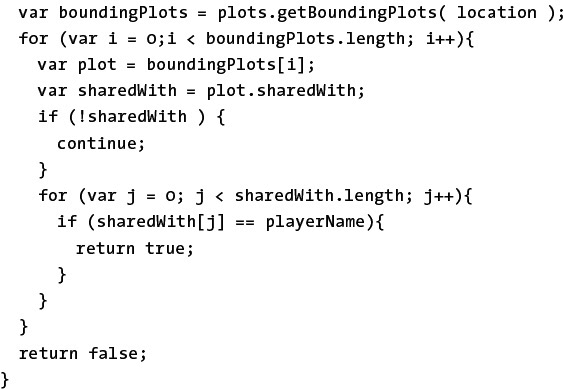 var boundingPlots = plots.getBoundingPlots( location );
for (var i = 0;i < boundingPlots.length; i++){
var plot = boundingPlots[i];
var sharedWith = plot.sharedWith;
if (!sharedWith ) {
continue;
}
for (var j = 0; j < sharedWith.length; j++){
if (sharedWith[j] == playerName){
return true;
}
}
}
return false;
}